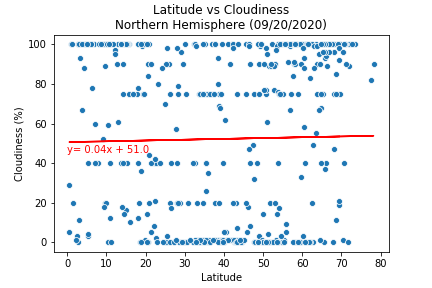 Latitude vs Cloudiness
Northern Hemisphere (09/20/2020)
Cloudiness (%)
100
80
60
40
20
0
y= 0.04x + 51.0
0 10 20 30 40 50 60 70 80
Latitude